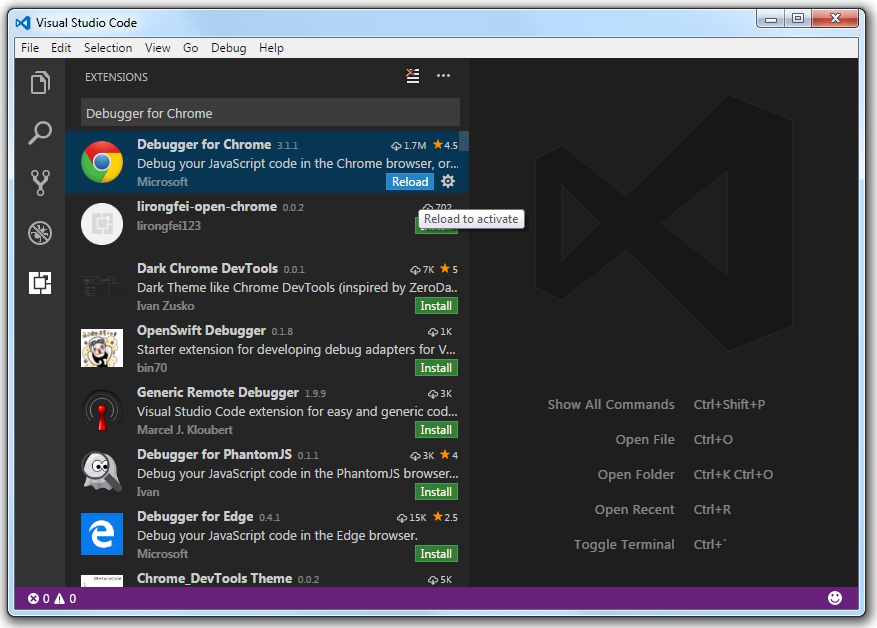 Visual Studio Code
File Edit Selection View Go Debug Help
EXTENSIONS
Debugger for Chrome
Debugger for Chrome 3.1.1 1.7M 4.5
Debug your JavaScript code in the Chrome browser, or...
Microsoft Reload
lirongfei-open-chrome 0.0.2 702
lirongfei123
Reload to activate
Dark Chrome DevTools 0.0.1 7K 5
Dark Theme like Chrome DevTools (inspired by ZeroDa...
Ivan Zusko Install
OpenSwift Debugger 0.1.8 1K
Starter extension for developing debug adapters for V...
bin70 Install
Generic Remote Debugger 1.9.9 3K
Visual Studio Code extension for easy and generic cod...
Marcel J. Kloubert Install
Debugger for PhantomJS 0.1.1 3K 4
Debug your JavaScript code in the PhantomJS browser...
Ivan Install
Debugger for Edge 0.4.1 15K 2.5
Debug your JavaScript code in the Edge browser.
Microsoft Install
Chrome_DevTools Theme 0.0.2 5K
Show All Commands Ctrl+Shift+P
Open File Ctrl+O
Open Folder Ctrl+K Ctrl+O
Open Recent Ctrl+R
Toggle Terminal Ctrl+`
0 0